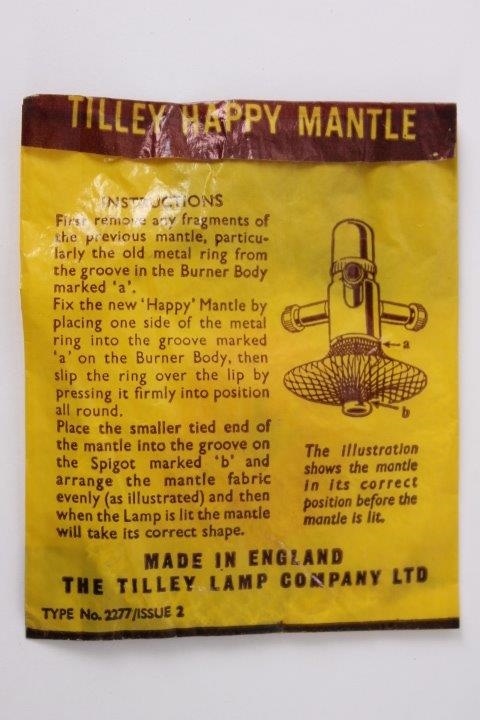 TILLEY HAPPY MANTLE
INSTRUCTIONS
First remove any fragments of
the previous mantle, particu-
larly the old metal ring from
the groove in the Burner Body
marked 'a'.
Fix the new 'Happy' Mantle by
placing one side of the metal
ring into the groove marked
'a' on the Burner Body, then
slip the ring over the lip by
pressing it firmly into position
all round.
Place the smaller tied end of
the mantle into the groove on
the Spigot marked 'b' and
arrange the mantle fabric
evenly (as illustrated) and then
when the Lamp is lit the mantle
will take its correct shape.
a
b
The illustration
shows the mantle
in its correct
position before the
mantle is lit.
MADE IN ENGLAND
THE TILLEY LAMP COMPANY LTD
TYPE No. 2277/ISSUE 2